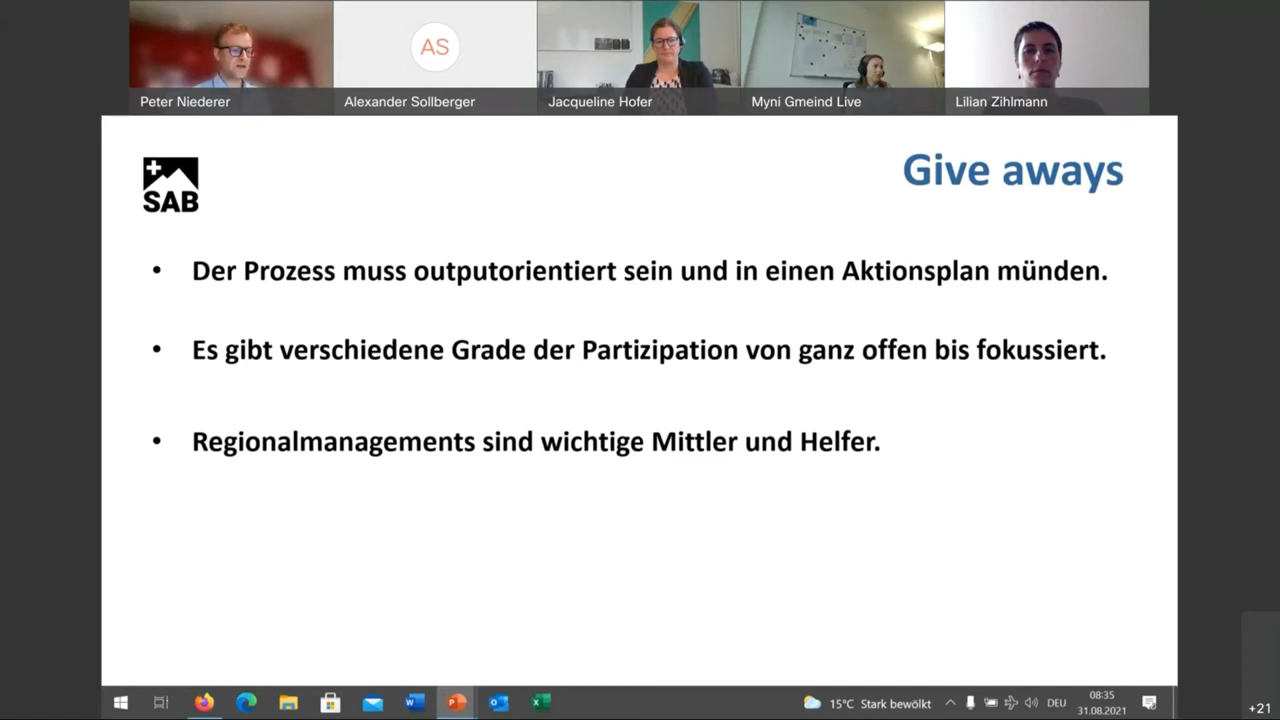 AS
Peter Niederer
Alexander Sollberger
Jacqueline Hofer
Myni Gmeind Live
Lilian Zihlmann
SAB
Give aways
• Der Prozess muss outputorientiert sein und in einen Aktionsplan münden.
• Es gibt verschiedene Grade der Partizipation von ganz offen bis fokussiert.
• Regionalmanagements sind wichtige Mittler und Helfer.
15°C Stark bewölkt
DEU
08:35
31.08.2021
+21